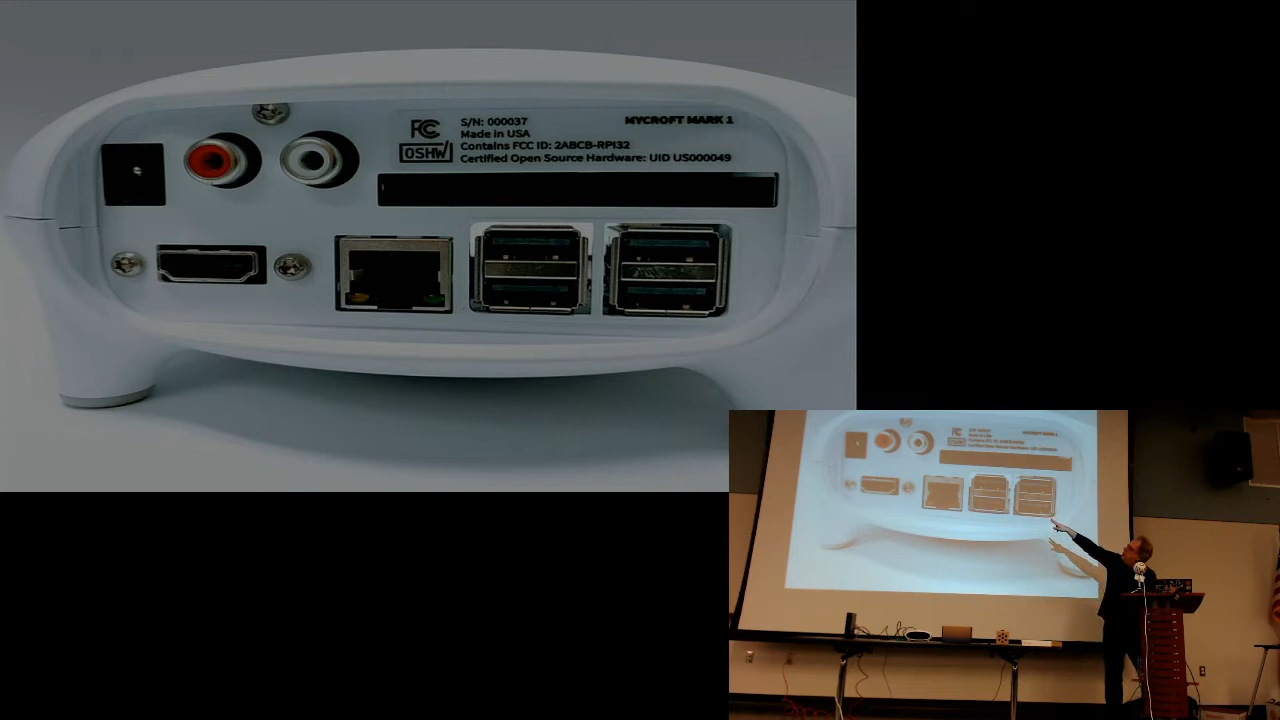 FC
S/N: 000037
MYCROFT MARK 1
Made in USA
Contains FCC ID: 2ABCB-RPI32
OSHW
Certified Open Source Hardware: UID US000049